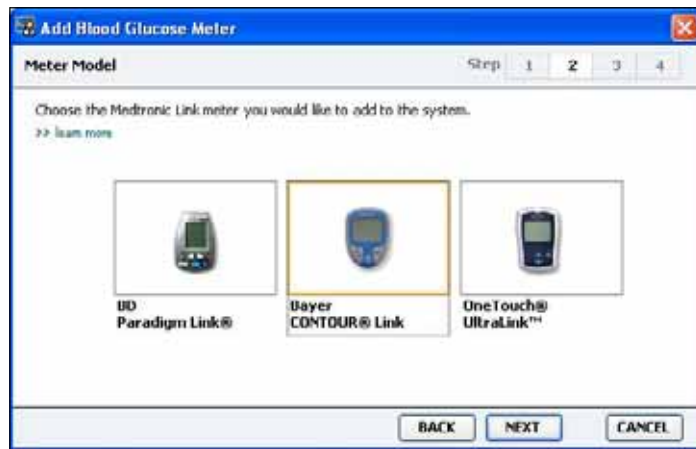 Add Blood Glucose Meter
Meter Model
Step 1 2 3 4
Choose the Medtronic Link meter you would like to add to the system.
>> learn more
BD
Paradigm Link®
Bayer
CONTOUR® Link
OneTouch®
UltraLink™
BACK NEXT CANCEL